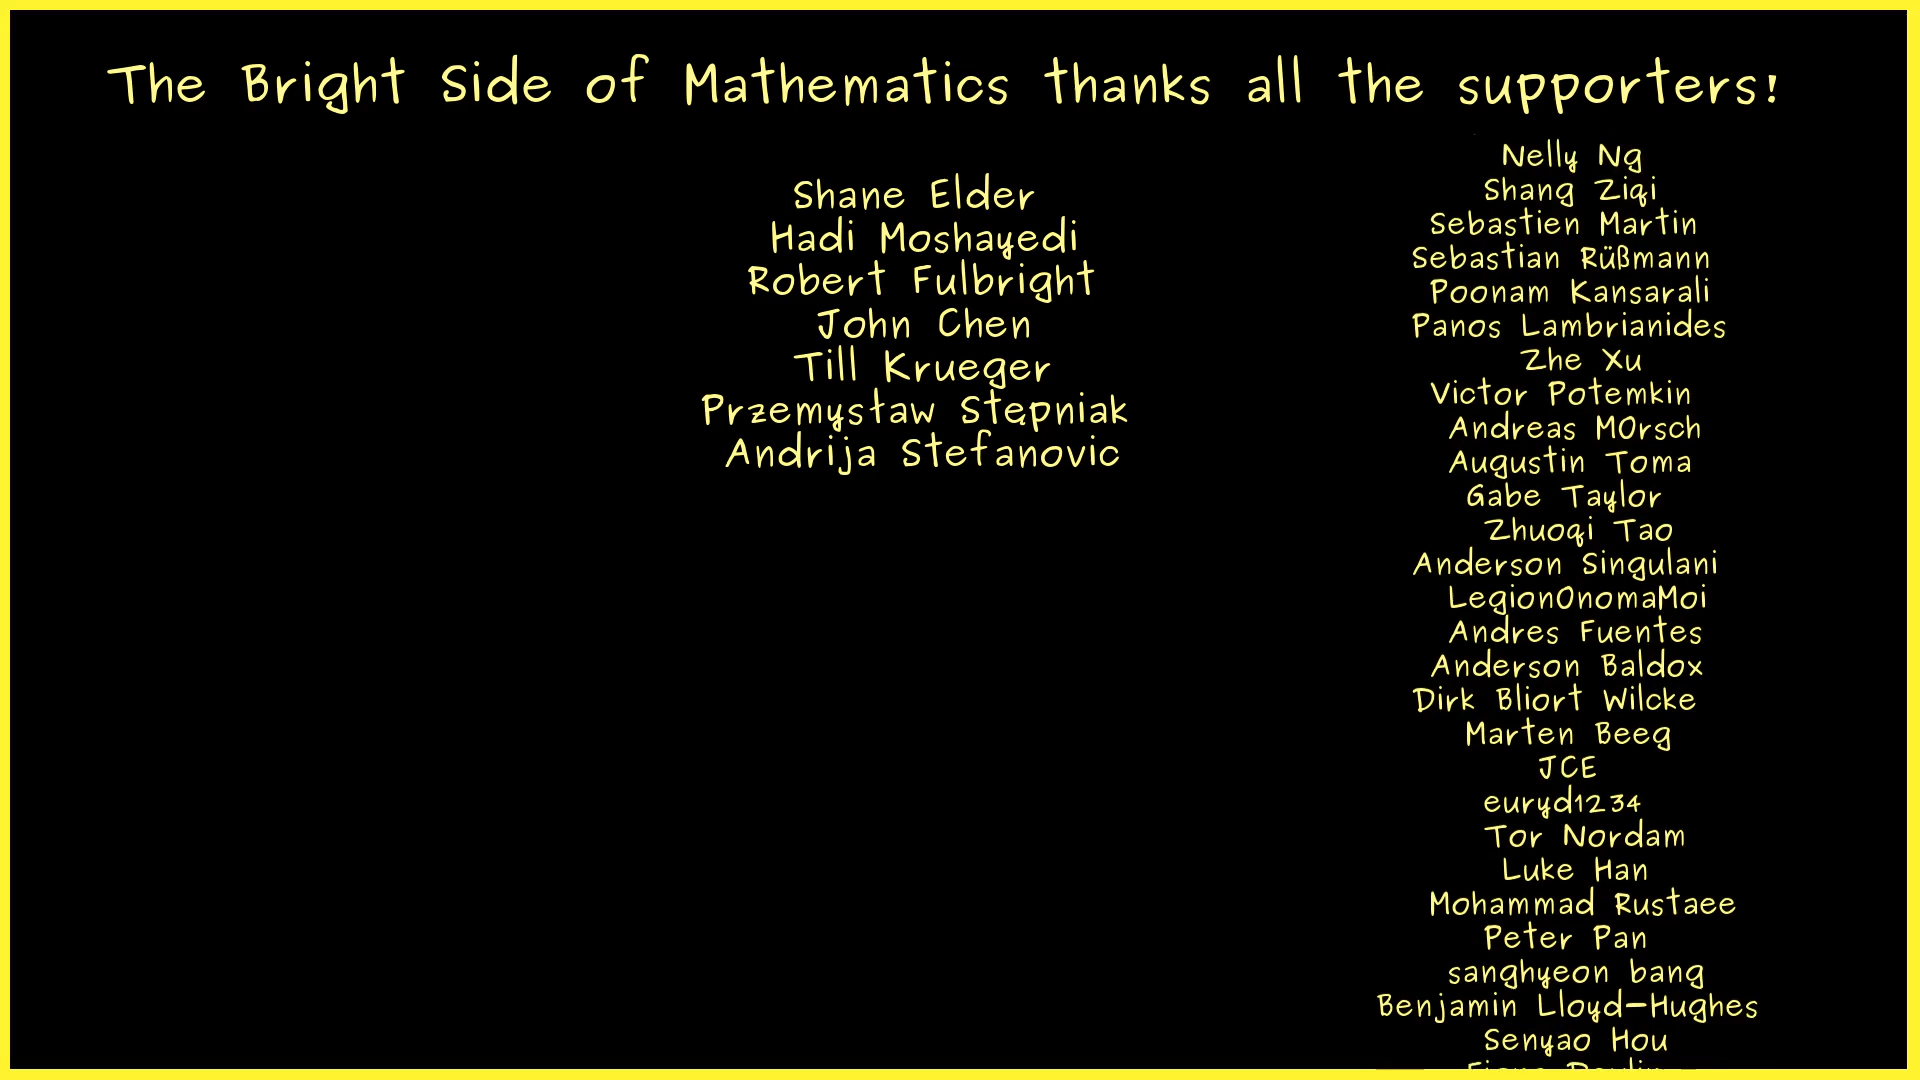 The Bright Side of Mathematics thanks all the supporters!
Shane Elder
Hadi Moshayedi
Robert Fulbright
John Chen
Till Krueger
Przemysław Stępniak
Andrija Stefanovic
Nelly Ng
Shang Ziqi
Sebastien Martin
Sebastian Rüßmann
Poonam Kansarali
Panos Lambrianides
Zhe Xu
Victor Potemkin
Andreas MOrsch
Augustin Toma
Gabe Taylor
Zhuoqi Tao
Anderson Singulani
LegionOnomaMoi
Andres Fuentes
Anderson Baldox
Dirk Bliort Wilcke
Marten Beeg
JCE
euryd1234
Tor Nordam
Luke Han
Mohammad Rustaee
Peter Pan
sanghyeon bang
Benjamin Lloyd-Hughes
Senyao Hou